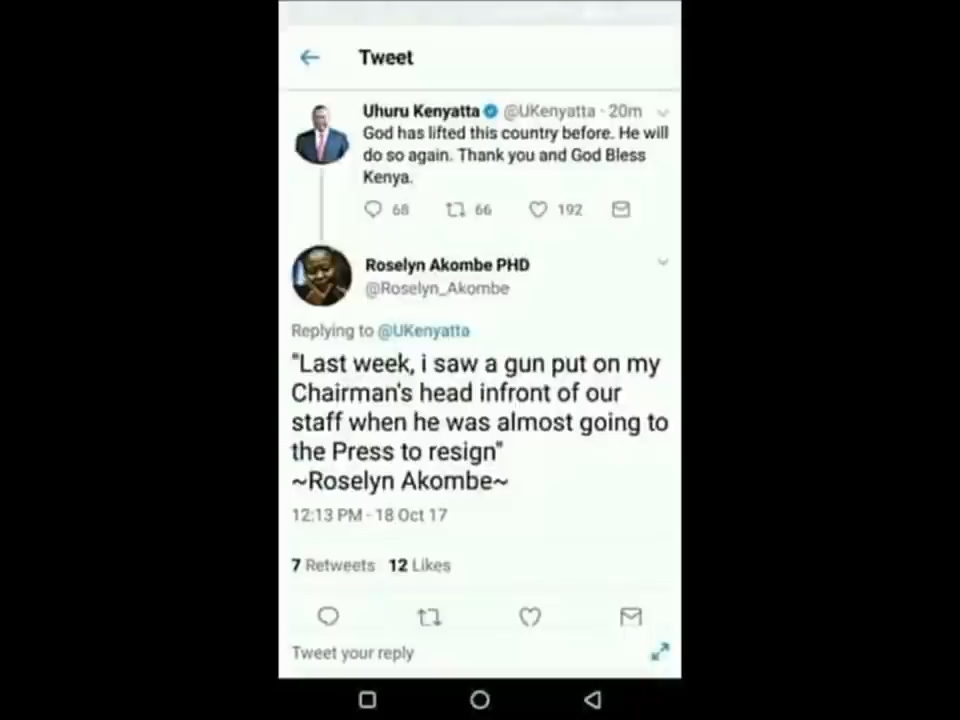 Tweet
Uhuru Kenyatta @UKenyatta · 20m
God has lifted this country before. He will
do so again. Thank you and God Bless
Kenya.
68 66 192
Roselyn Akombe PHD
@Roselyn_Akombe
Replying to @UKenyatta
"Last week, i saw a gun put on my
Chairman's head infront of our
staff when he was almost going to
the Press to resign"
~Roselyn Akombe~
12:13 PM · 18 Oct 17
7 Retweets 12 Likes
Tweet your reply